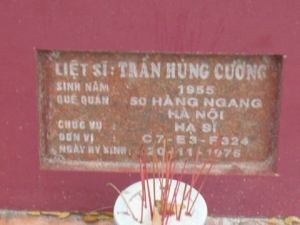 LIỆT SĨ: TRẦN HÙNG CƯỜNG
SINH NĂM: 1955
QUÊ QUÁN: 50 HÀNG NGANG
HÀ NỘI
CHỨC VỤ: HẠ SĨ
ĐƠN VỊ: C7-E3-F324
NGÀY HY SINH: 20-11-1976